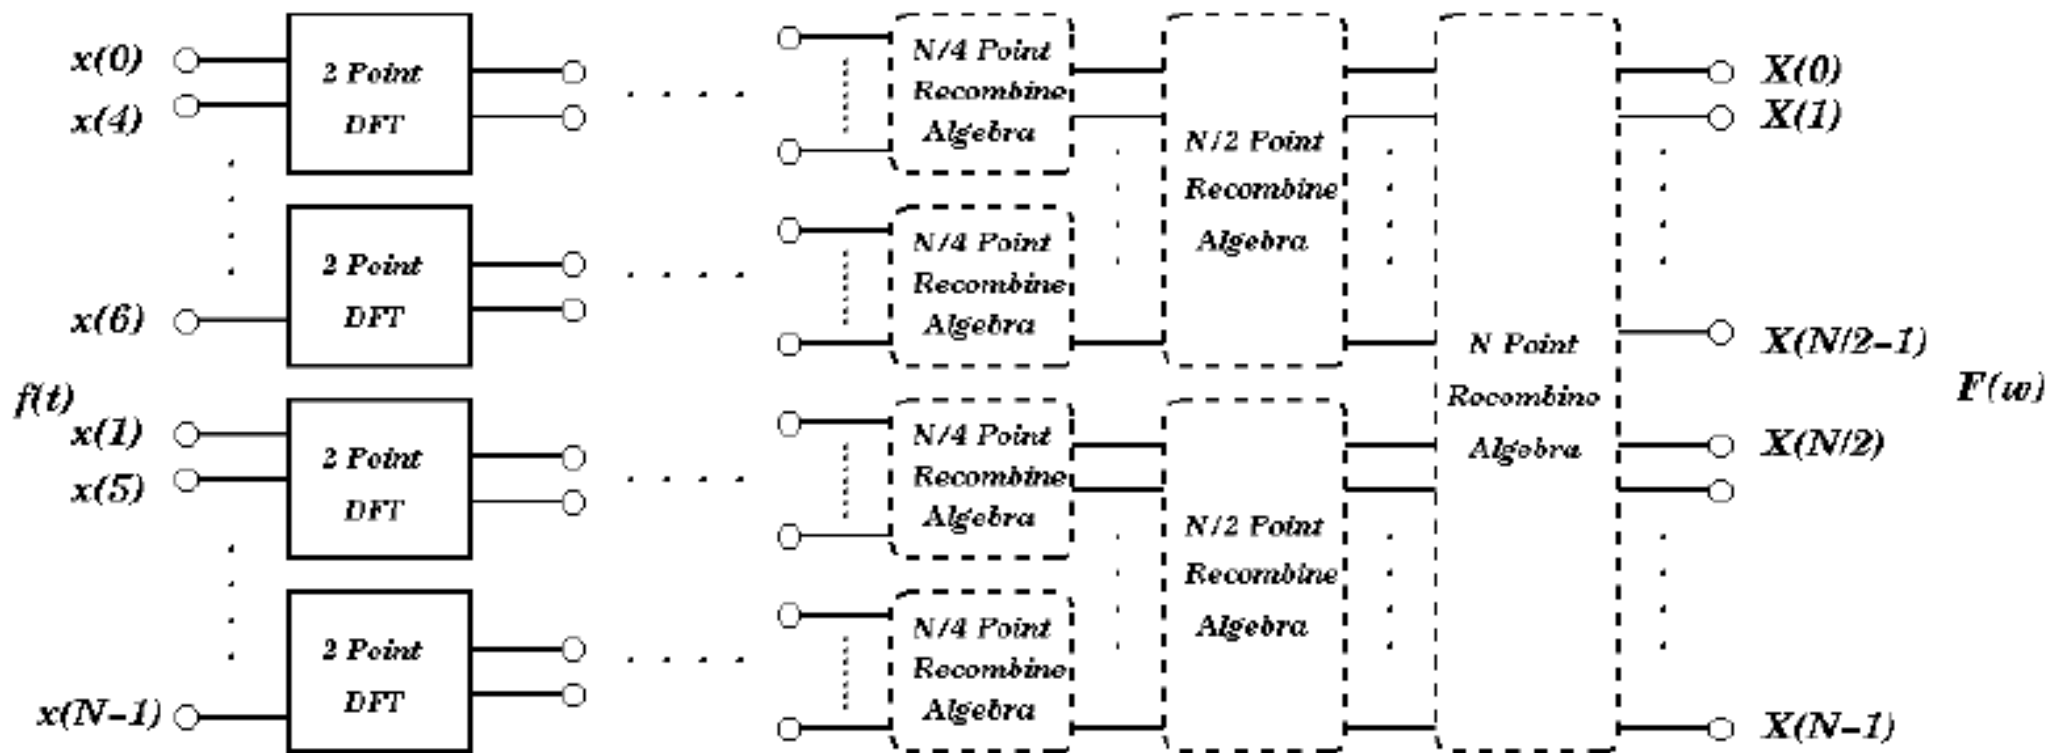 x(0)
x(4)
x(6)
f(t)
x(1)
x(5)
x(N-1)
2 Point
DFT
2 Point
DFT
2 Point
DFT
2 Point
DFT
N/4 Point
Recombine
Algebra
N/4 Point
Recombine
Algebra
N/4 Point
Recombine
Algebra
N/4 Point
Recombine
Algebra
N/2 Point
Recombine
Algebra
N/2 Point
Recombine
Algebra
N Point
Recombine
Algebra
X(0)
X(1)
X(N/2-1)
X(N/2)
X(N-1)
F(w)